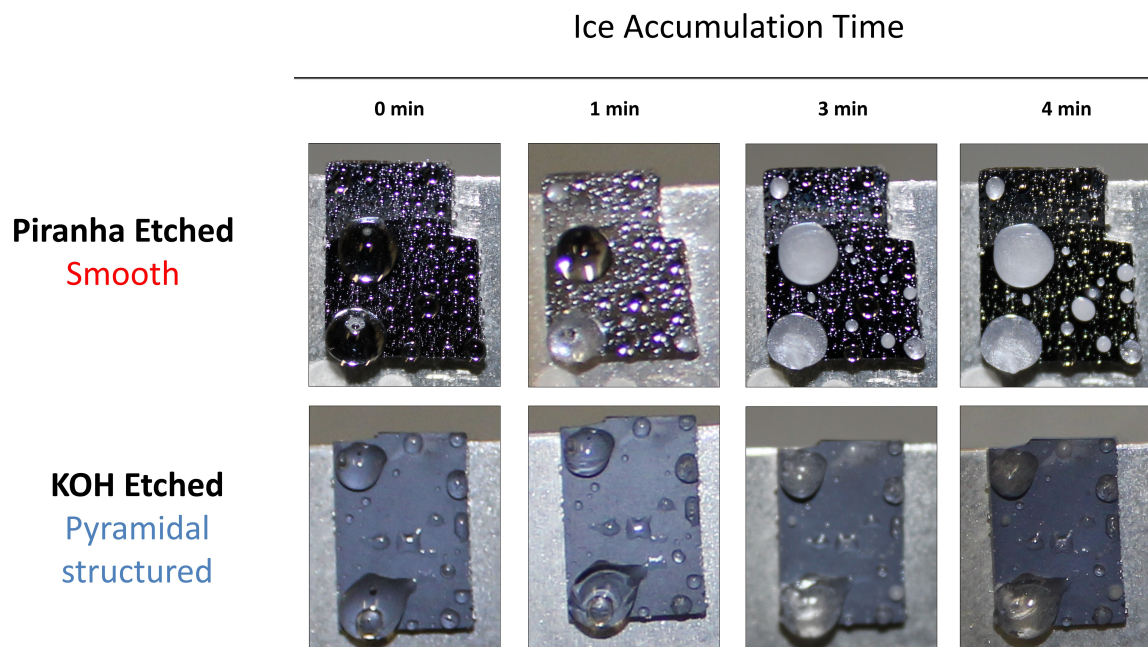 Ice Accumulation Time
0 min
1 min
3 min
4 min
Piranha Etched
Smooth
KOH Etched
Pyramidal
structured